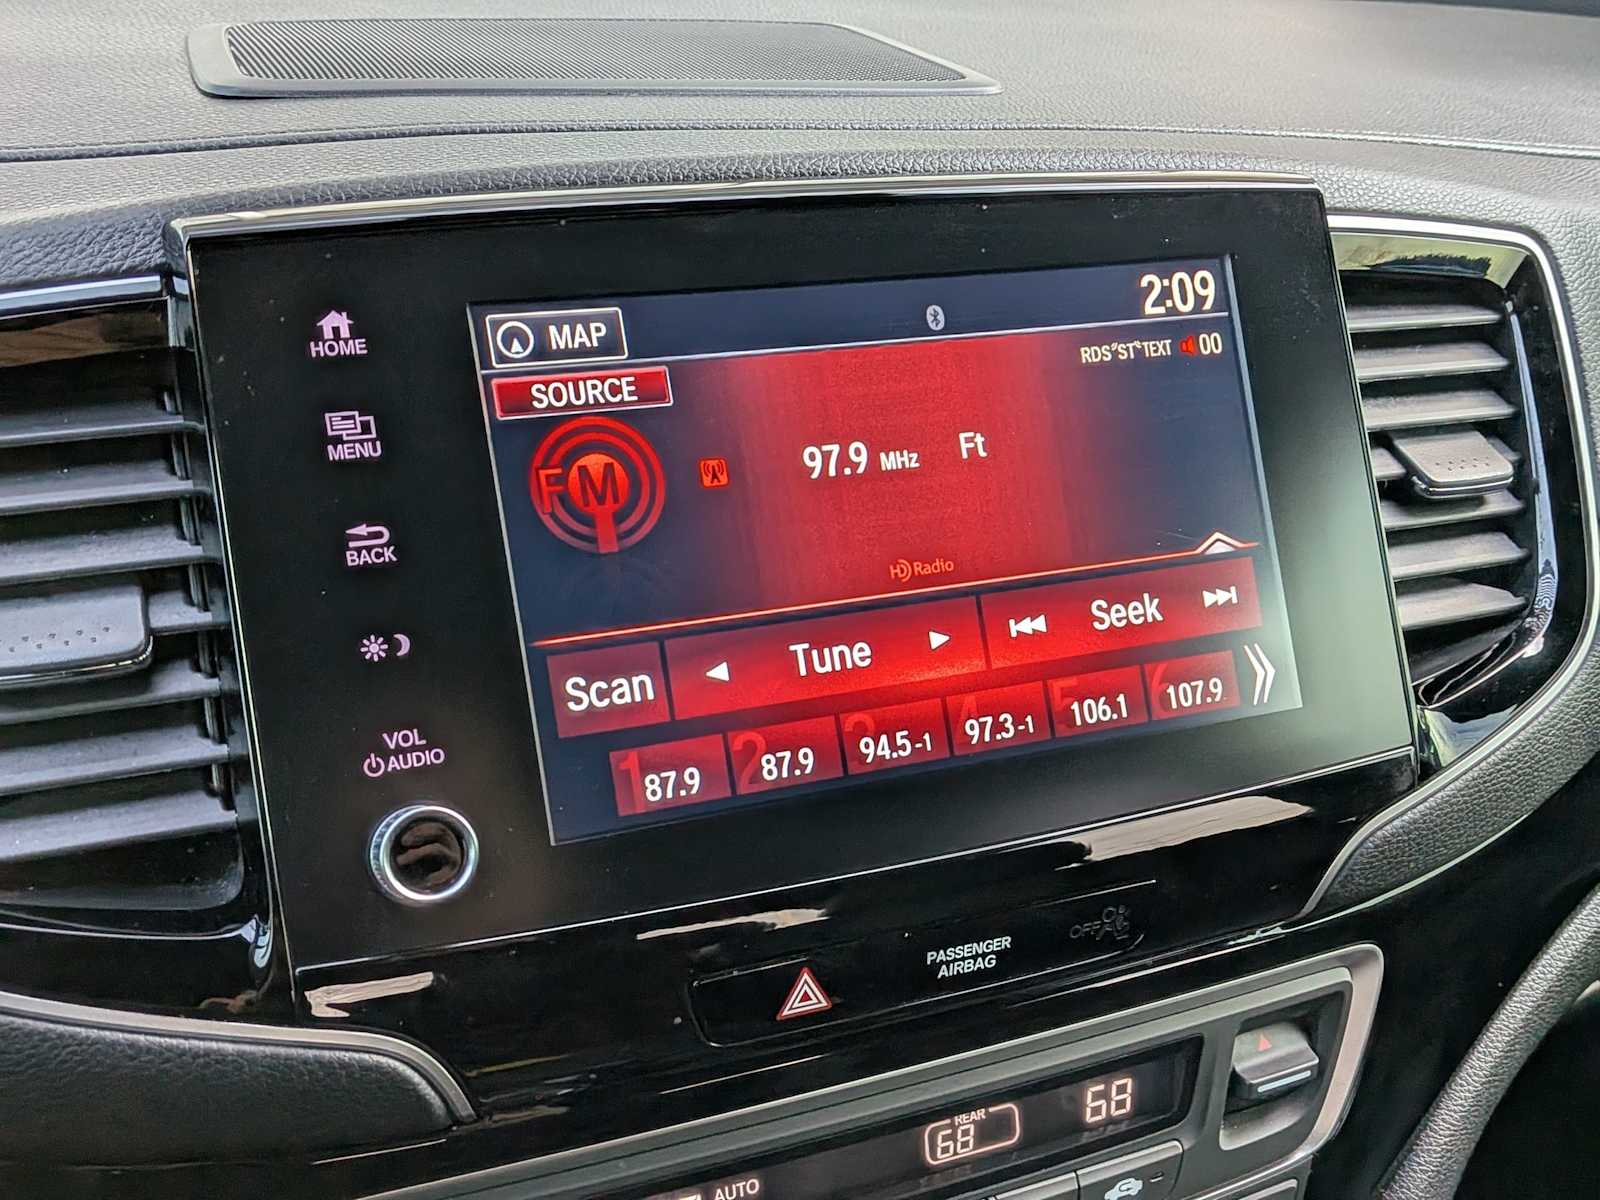 HOME
MENU
BACK
VOL
AUDIO
MAP
2:09
SOURCE
RDS ST TEXT 00
FM
97.9 MHz Ft
HD Radio
Scan Tune Seek
1 87.9
2 87.9
3 94.5-1
4 97.3-1
5 106.1
6 107.9
PASSENGER
AIRBAG
OFF
REAR
68
68
AUTO